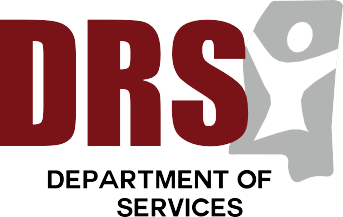 DRS
DEPARTMENT OF
SERVICES